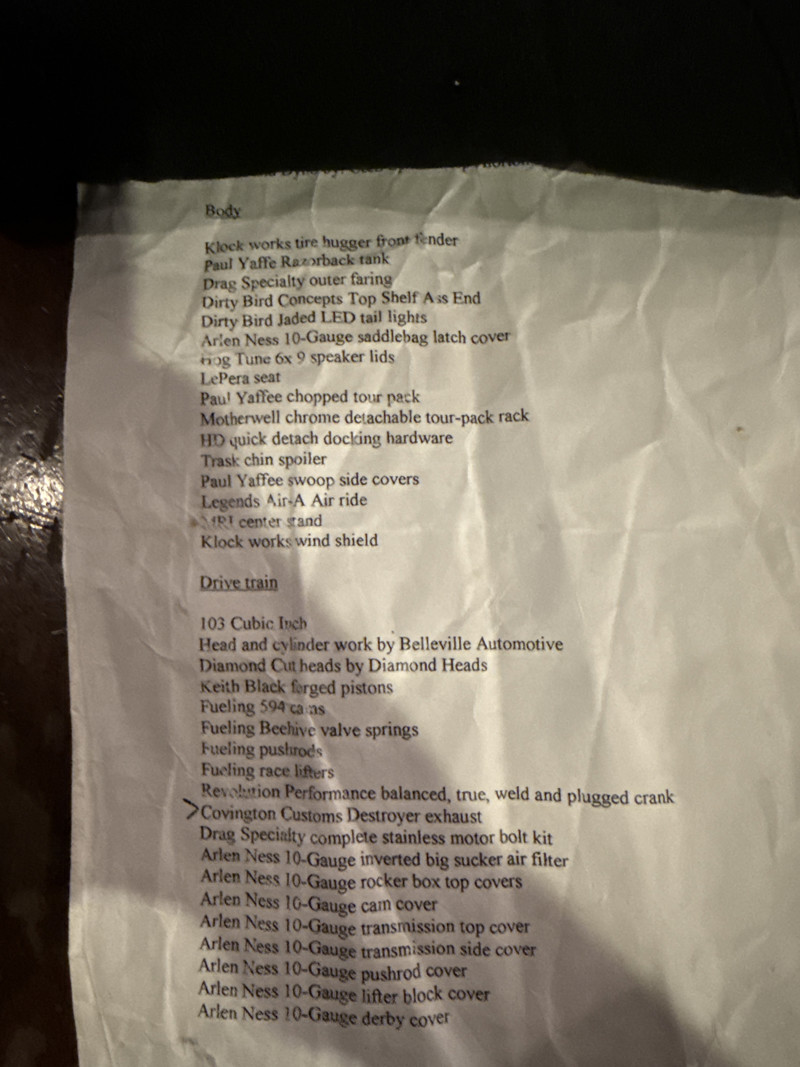 Body
Klock works tire hugger front fender
Paul Yaffe Razorback tank
Drag Specialty outer faring
Dirty Bird Concepts Top Shelf Ass End
Dirty Bird Jaded LED tail lights
Arlen Ness 10-Gauge saddlebag latch cover
Hog Tune 6x 9 speaker lids
LePera seat
Paul Yaffee chopped tour pack
Motherwell chrome detachable tour-pack rack
HD quick detach docking hardware
Trask chin spoiler
Paul Yaffee swoop side covers
Legends Air-A Air ride
center stand
Klock works wind shield
Drive train
103 Cubic Inch
Head and cylinder work by Belleville Automotive
Diamond Cut heads by Diamond Heads
Keith Black forged pistons
Fueling 594 cams
Fueling Beehive valve springs
Fueling pushrods
Fueling race lifters
Revolution Performance balanced, true, weld and plugged crank
>Covington Customs Destroyer exhaust
Drag Specialty complete stainless motor bolt kit
Arlen Ness 10-Gauge inverted big sucker air filter
Arlen Ness 10-Gauge rocker box top covers
Arlen Ness 10-Gauge cam cover
Arlen Ness 10-Gauge transmission top cover
Arlen Ness 10-Gauge transmission side cover
Arlen Ness 10-Gauge pushrod cover
Arlen Ness 10-Gauge lifter block cover
Arlen Ness 10-Gauge derby cover